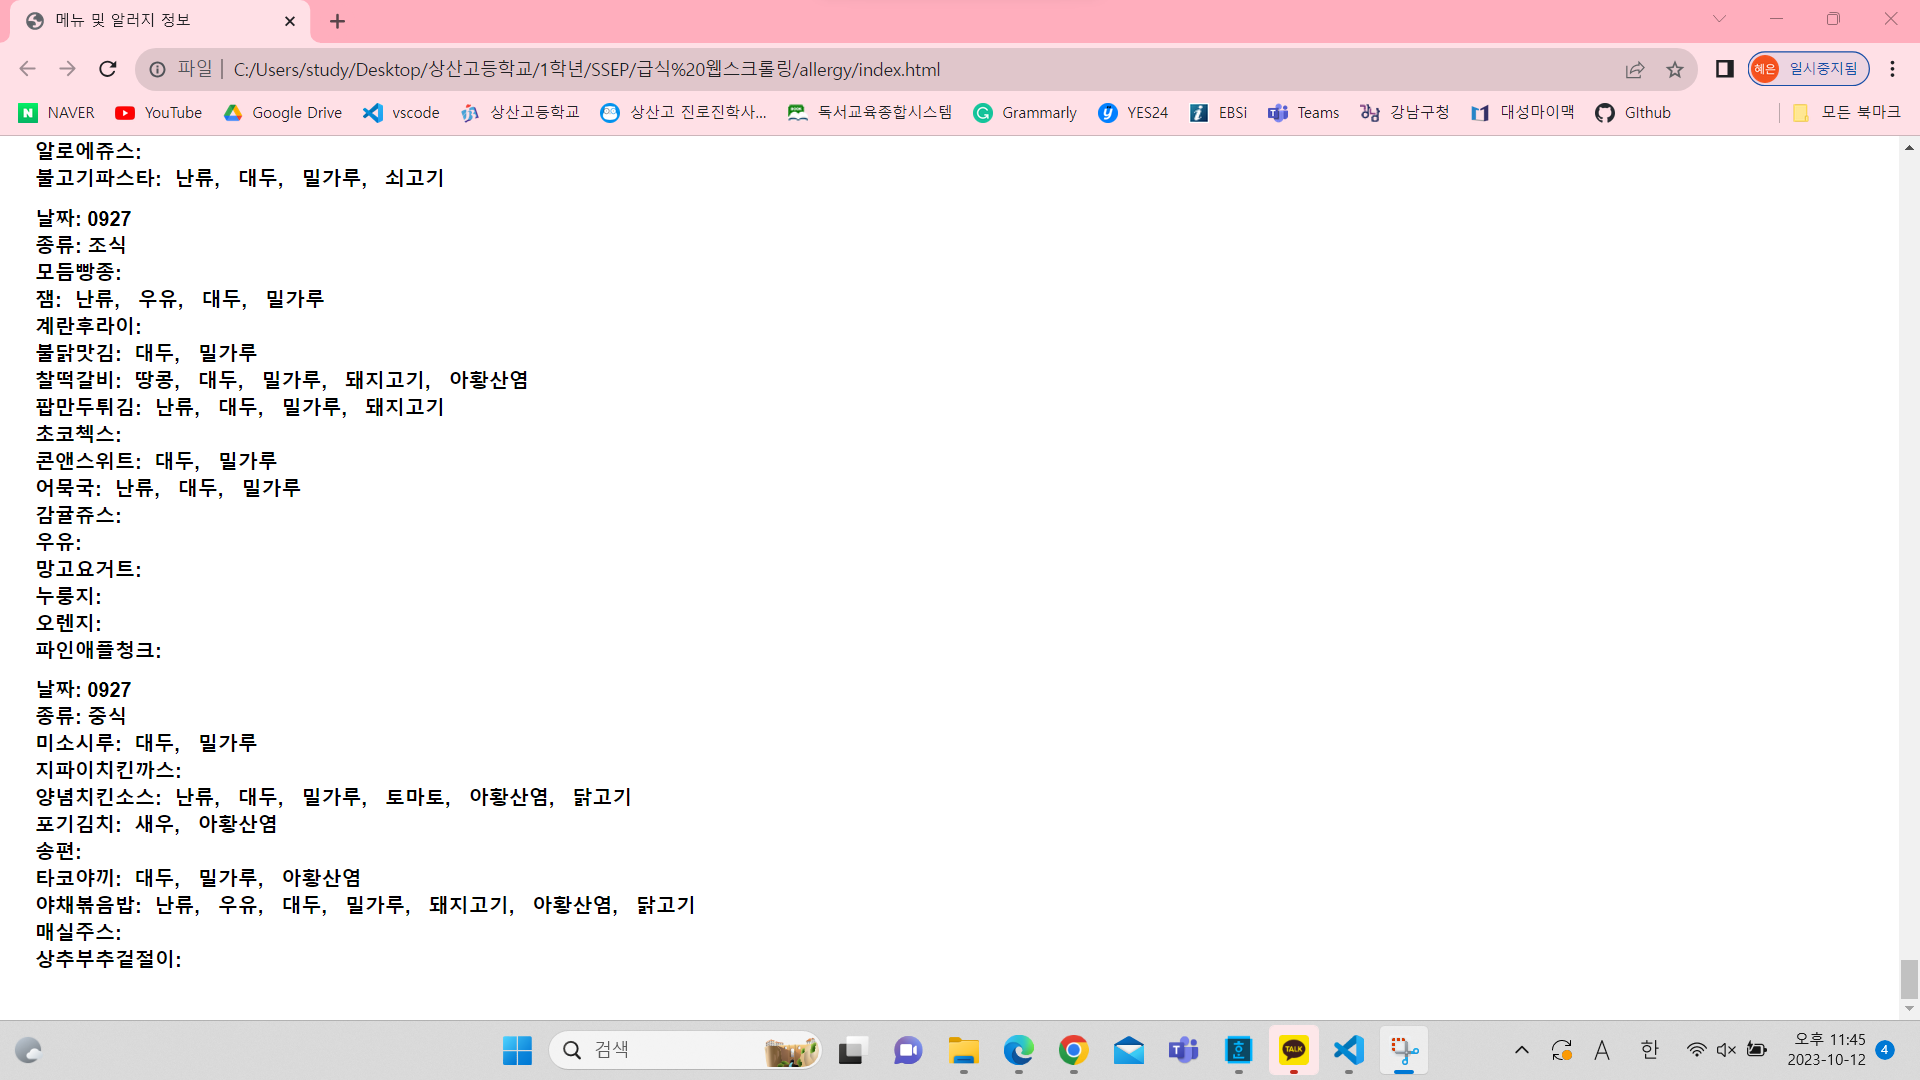 메뉴 및 알러지 정보
파일 | C:/Users/study/Desktop/상산고등학교/1학년/SSEP/급식%20웹스크롤링/allergy/index.html
혜은 일시중지됨
NAVER YouTube Google Drive vscode 상산고등학교 상산고 진로진학사... 독서교육종합시스템 Grammarly YES24 EBSi Teams 강남구청 대성마이맥 GIthub 모든 북마크
알로에쥬스:
불고기파스타: 난류, 대두, 밀가루, 쇠고기
날짜: 0927
종류: 조식
모듬빵종:
잼: 난류, 우유, 대두, 밀가루
계란후라이:
불닭맛김: 대두, 밀가루
찰떡갈비: 땅콩, 대두, 밀가루, 돼지고기, 아황산염
팝만두튀김: 난류, 대두, 밀가루, 돼지고기
초코첵스:
콘앤스위트: 대두, 밀가루
어묵국: 난류, 대두, 밀가루
감귤쥬스:
우유:
망고요거트:
누룽지:
오렌지:
파인애플청크:
날짜: 0927
종류: 중식
미소시루: 대두, 밀가루
지파이치킨까스:
양념치킨소스: 난류, 대두, 밀가루, 토마토, 아황산염, 닭고기
포기김치: 새우, 아황산염
송편:
타코야끼: 대두, 밀가루, 아황산염
야채볶음밥: 난류, 우유, 대두, 밀가루, 돼지고기, 아황산염, 닭고기
매실주스:
상추부추겉절이:
검색
TALK
A 한
오후 11:45
2023-10-12
4